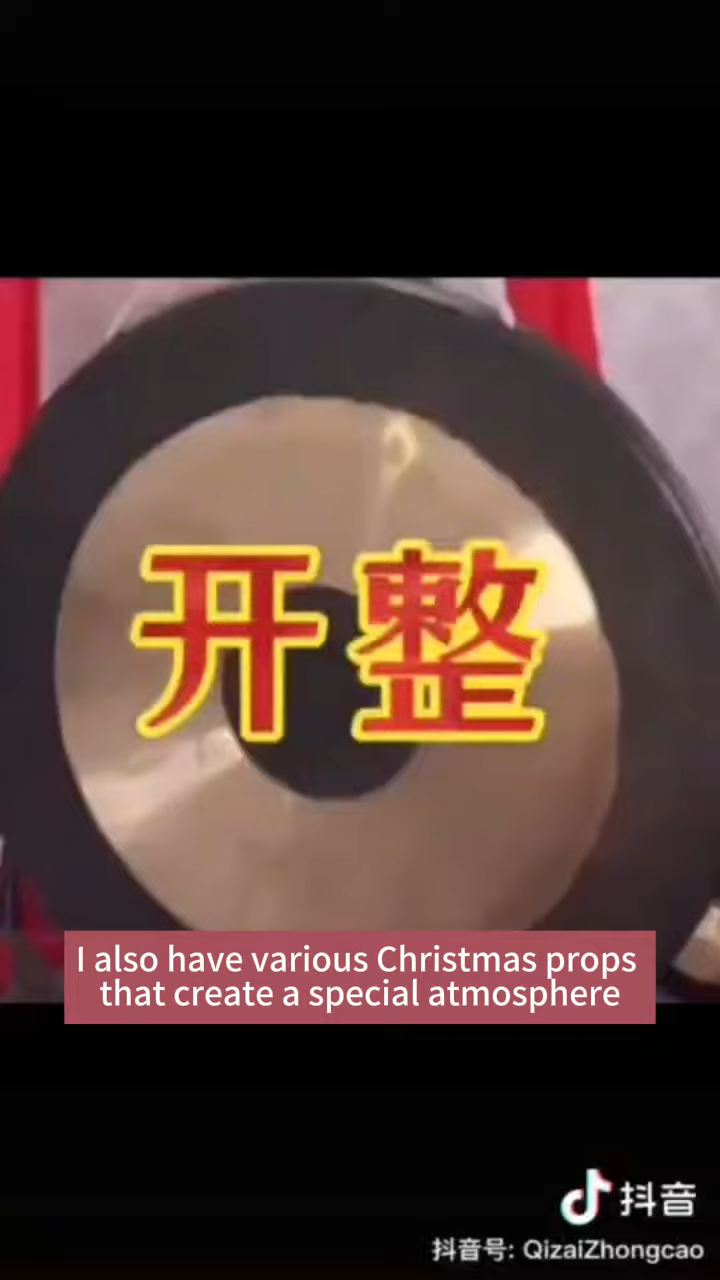 开整
I also have various Christmas props
that create a special atmosphere
抖音
抖音号: QizaiZhongcao